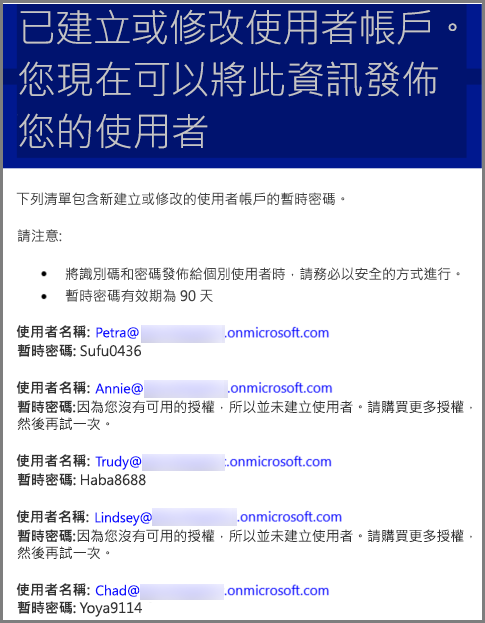 已建立或修改使用者帳戶。
您現在可以將此資訊發佈
您的使用者
下列清單包含新建立或修改的使用者帳戶的暫時密碼。
請注意:
• 將識別碼和密碼發佈給個別使用者時，請務必以安全的方式進行。
• 暫時密碼有效期為 90 天
使用者名稱: Petra@ .onmicrosoft.com
暫時密碼: Sufu0436
使用者名稱: Annie@ .onmicrosoft.com
暫時密碼:因為您沒有可用的授權，所以並未建立使用者。請購買更多授權，
然後再試一次。
使用者名稱: Trudy@ .onmicrosoft.com
暫時密碼: Haba8688
使用者名稱: Lindsey@ .onmicrosoft.com
暫時密碼:因為您沒有可用的授權，所以並未建立使用者。請購買更多授權，
然後再試一次。
使用者名稱: Chad@ .onmicrosoft.com
暫時密碼: Yoya9114